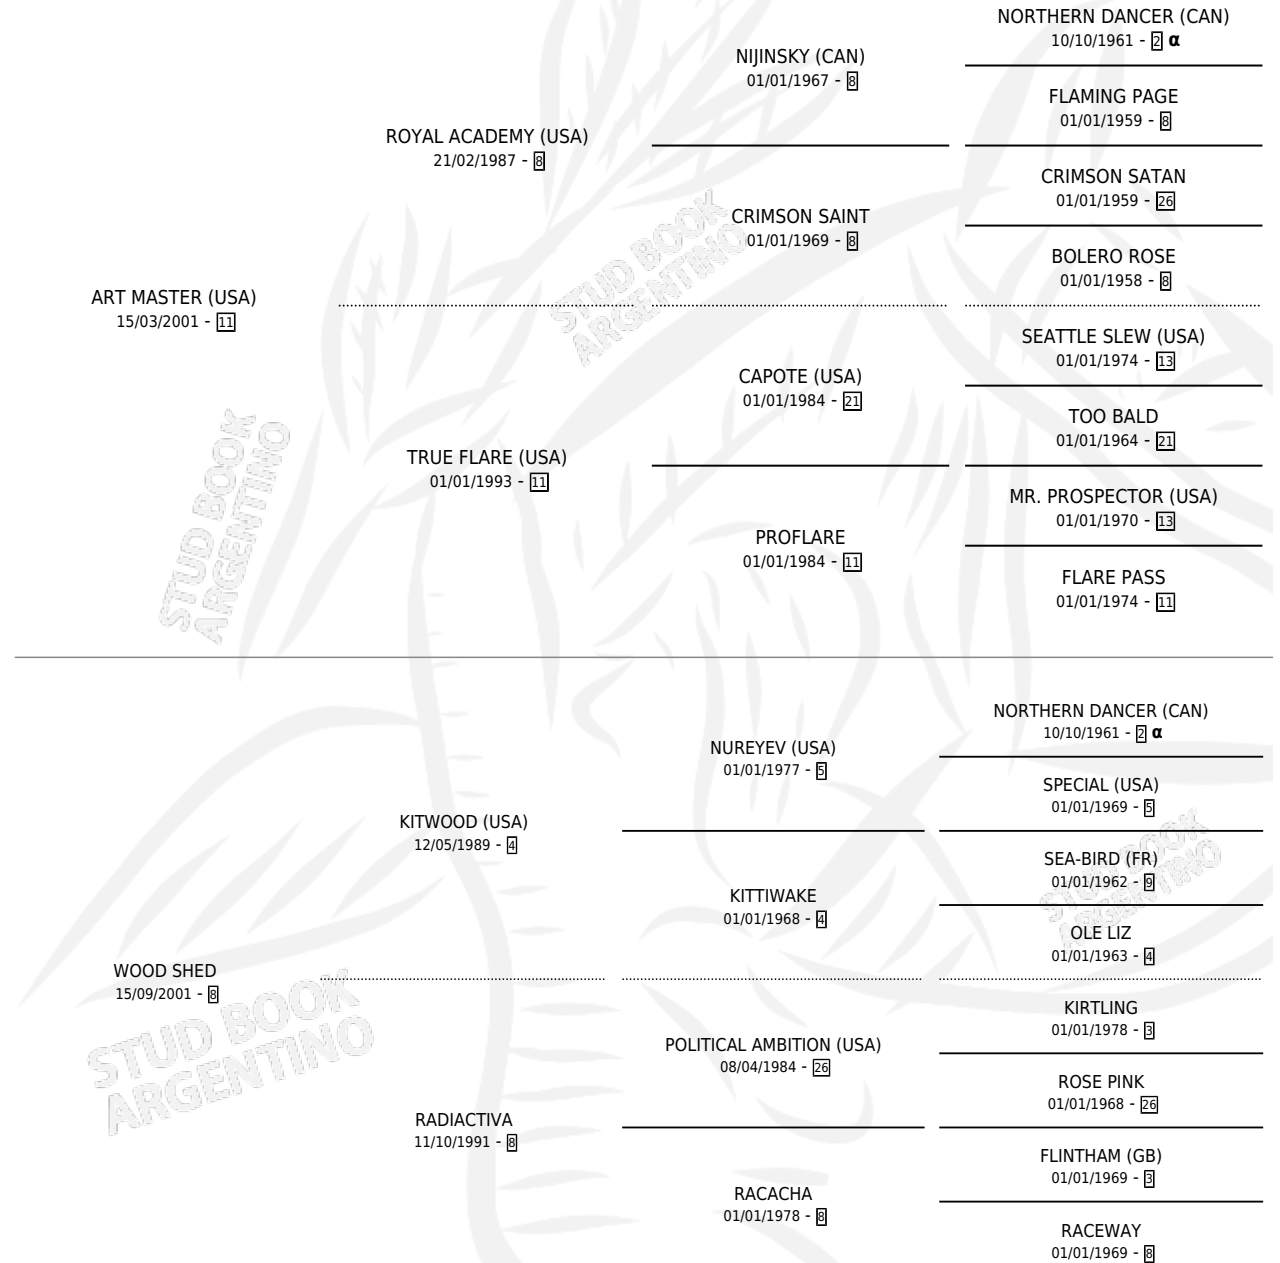 NORTHERN DANCER (CAN)
10/10/1961 - 2 α
NIJINSKY (CAN)
01/01/1967 - 8
FLAMING PAGE
01/01/1959 - 8
ROYAL ACADEMY (USA)
21/02/1987 - 8
CRIMSON SATAN
01/01/1959 - 26
CRIMSON SAINT
01/01/1969 - 8
BOLERO ROSE
01/01/1958 - 8
ART MASTER (USA)
15/03/2001 - 11
SEATTLE SLEW (USA)
01/01/1974 - 13
CAPOTE (USA)
01/01/1984 - 21
TOO BALD
01/01/1964 - 21
TRUE FLARE (USA)
01/01/1993 - 11
MR. PROSPECTOR (USA)
01/01/1970 - 13
PROFLARE
01/01/1984 - 11
FLARE PASS
01/01/1974 - 11
NORTHERN DANCER (CAN)
10/10/1961 - 2 α
NUREYEV (USA)
01/01/1977 - 5
SPECIAL (USA)
01/01/1969 - 5
KITWOOD (USA)
12/05/1989 - 4
SEA-BIRD (FR)
01/01/1962 - 9
KITTIWAKE
01/01/1968 - 4
OLE LIZ
01/01/1963 - 4
WOOD SHED
15/09/2001 - 8
KIRTLING
01/01/1978 - 3
POLITICAL AMBITION (USA)
08/04/1984 - 26
ROSE PINK
01/01/1968 - 26
RADIACTIVA
11/10/1991 - 8
FLINTHAM (GB)
01/01/1969 - 3
RACACHA
01/01/1978 - 8
RACEWAY
01/01/1969 - 8
STUD BOOK
ARGENTINO
STUD BOOK
ARGENTINO
STUD BOOK
ARGENTINO
STUD BOOK
ARGENTINO